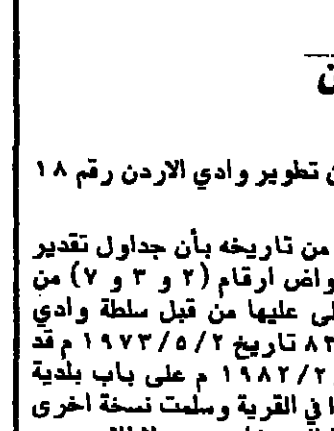 ن
ن تطوير وادي الاردن رقم ١٨
من تاريخه بأن جداول تقدير
واض ارقام (٢ و ٣ و ٧) من
لى عليها من قبل سلطة وادي
٨٣ تاريخ ١٩٧٣/٥/٢ م قد
١٩٨٢/٢/ م على باب بلدية
ا في القرية وسلمت نسخة اخرى